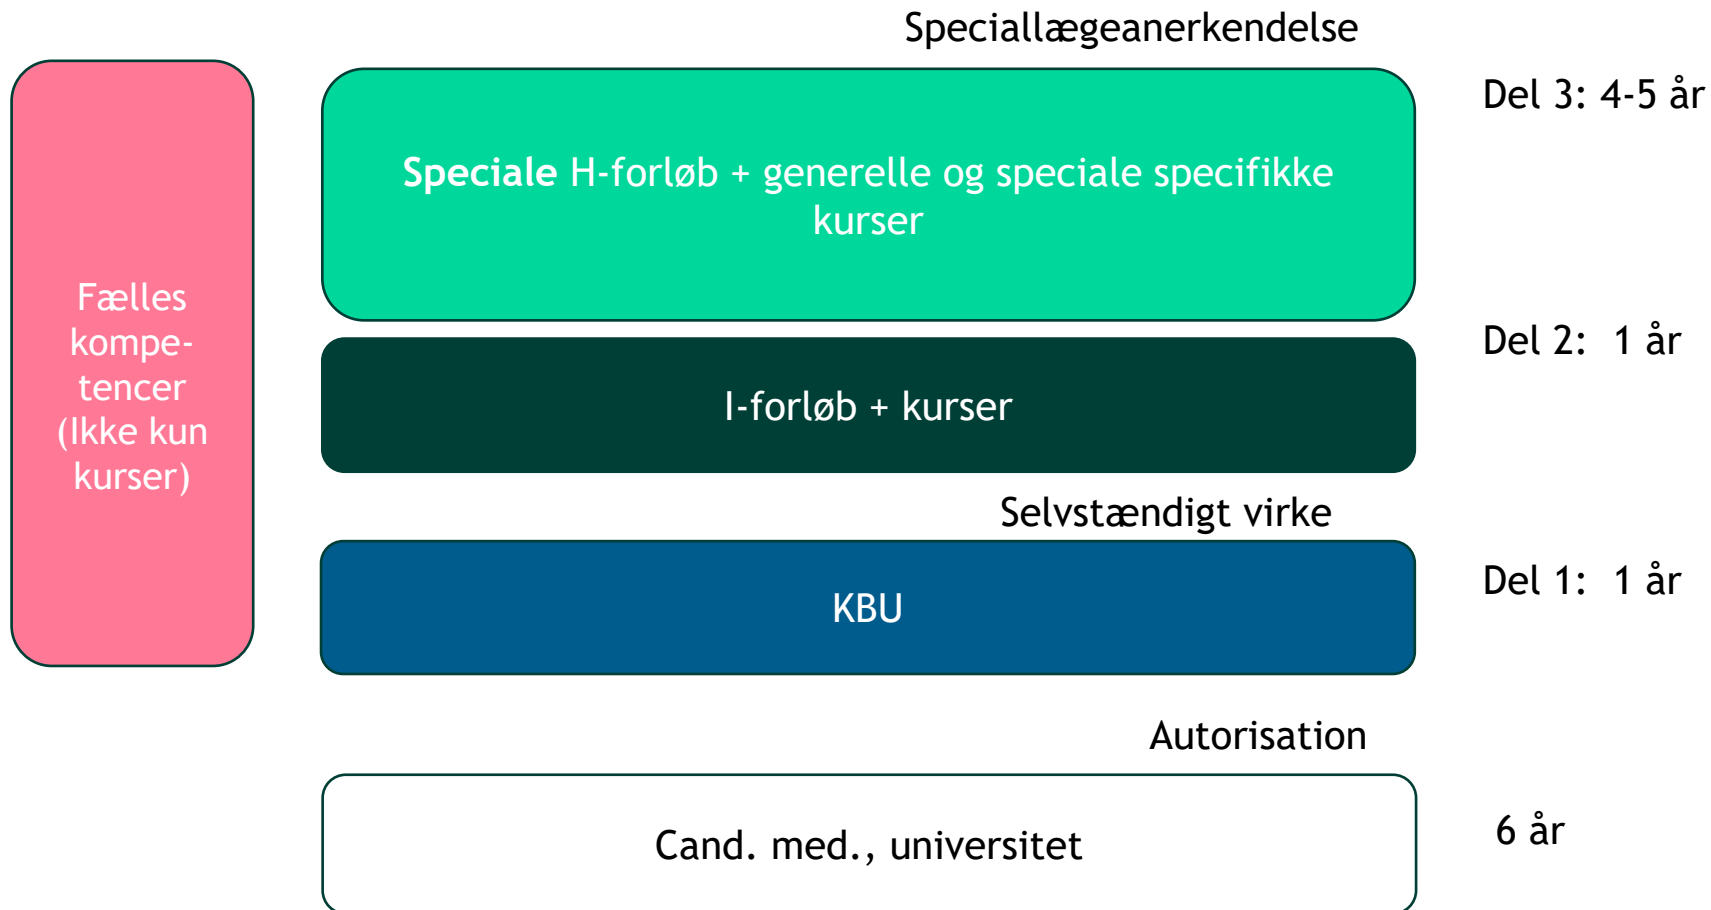 Speciallægeanerkendelse
Fælles
kompe-
tencer
(Ikke kun
kurser)
Speciale H-forløb + generelle og speciale specifikke
kurser
Del 3: 4-5 år
I-forløb + kurser
Del 2: 1 år
Selvstændigt virke
KBU
Del 1: 1 år
Autorisation
Cand. med., universitet
6 år